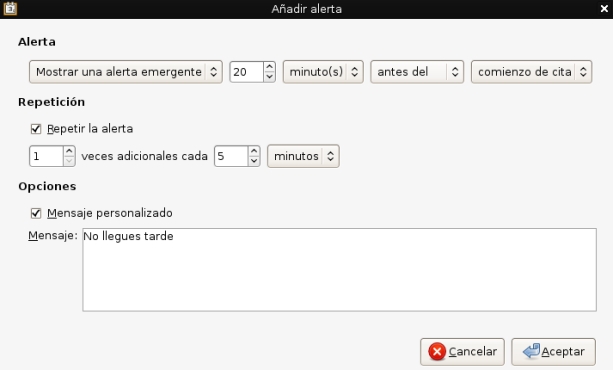 Añadir alerta
Alerta
Mostrar una alerta emergente 20 minuto(s) antes del comienzo de cita
Repetición
Repetir la alerta
1 veces adicionales cada 5 minutos
Opciones
Mensaje personalizado
Mensaje: No llegues tarde
Cancelar Aceptar